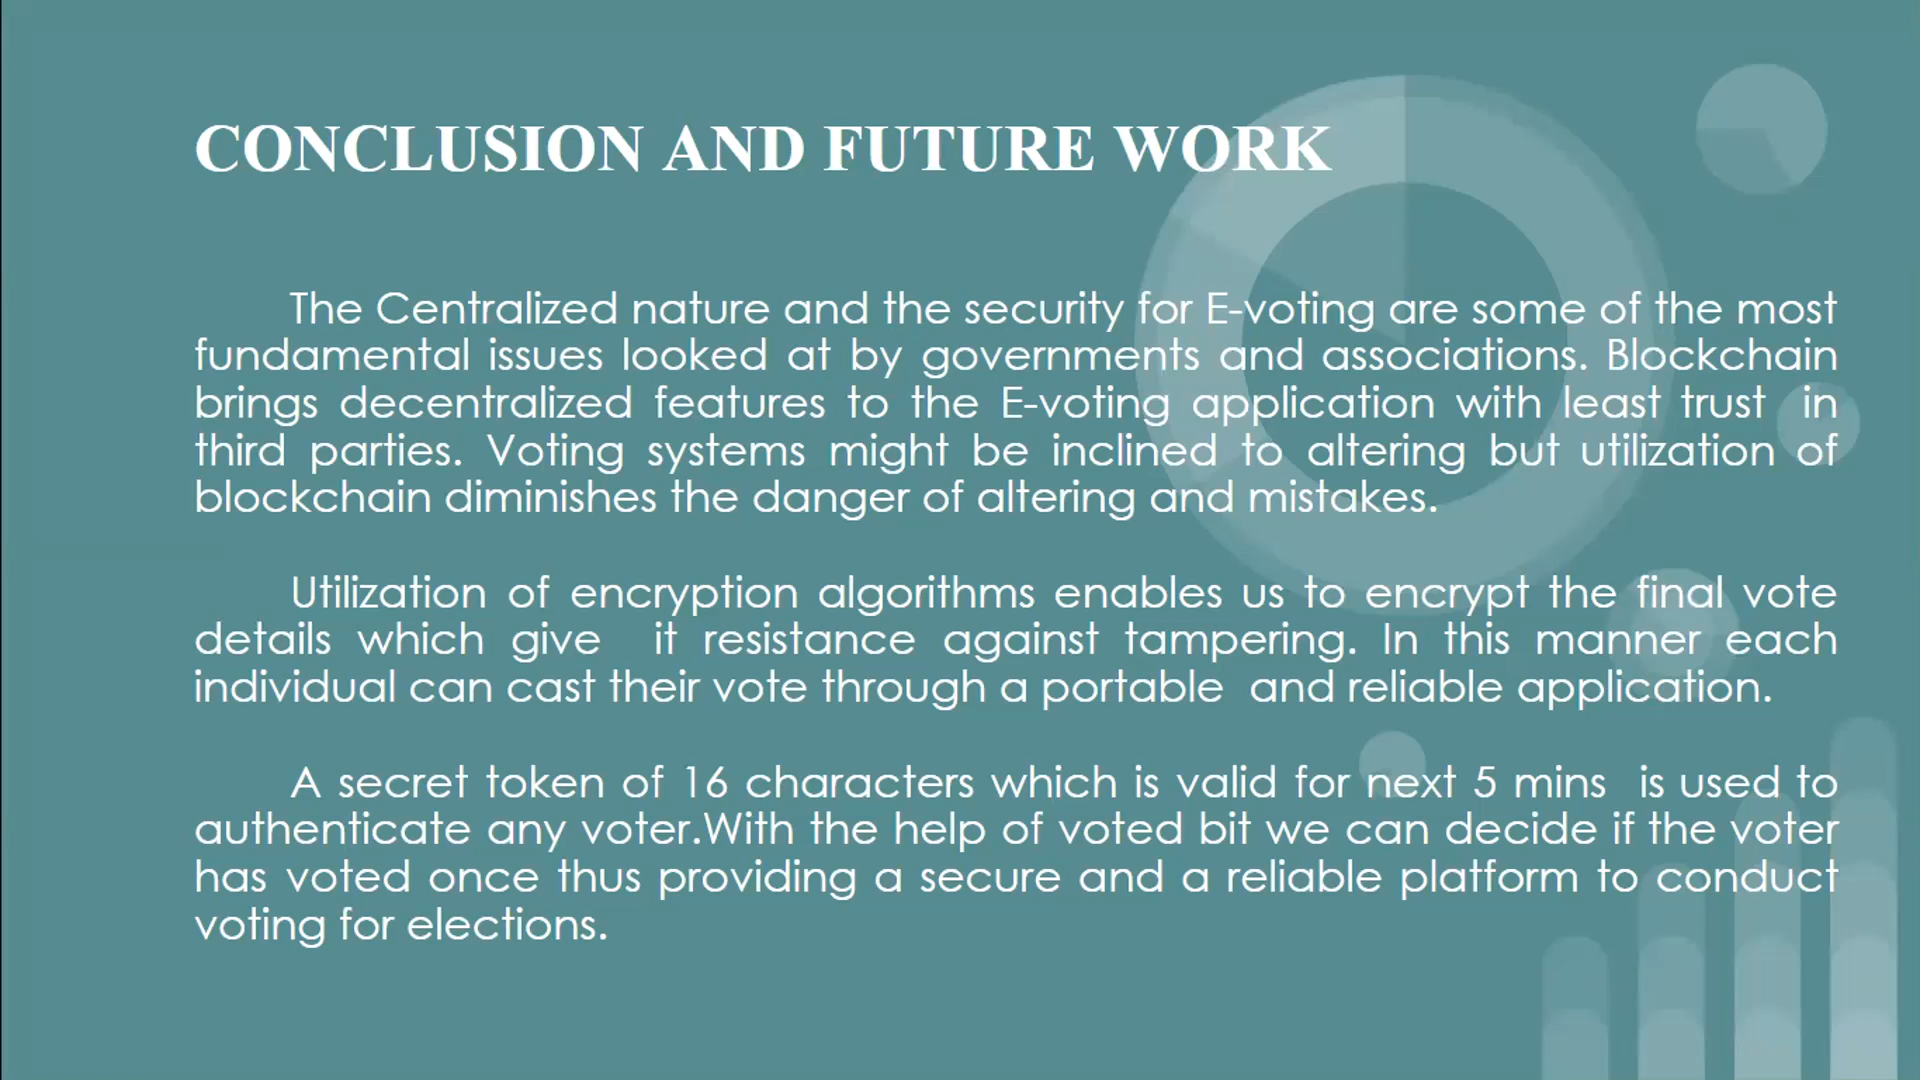 CONCLUSION AND FUTURE WORK
The Centralized nature and the security for E-voting are some of the most
fundamental issues looked at by governments and associations. Blockchain
brings decentralized features to the E-voting application with least trust in
third parties. Voting systems might be inclined to altering but utilization of
blockchain diminishes the danger of altering and mistakes.
Utilization of encryption algorithms enables us to encrypt the final vote
details which give it resistance against tampering. In this manner each
individual can cast their vote through a portable and reliable application.
A secret token of 16 characters which is valid for next 5 mins is used to
authenticate any voter.With the help of voted bit we can decide if the voter
has voted once thus providing a secure and a reliable platform to conduct
voting for elections.